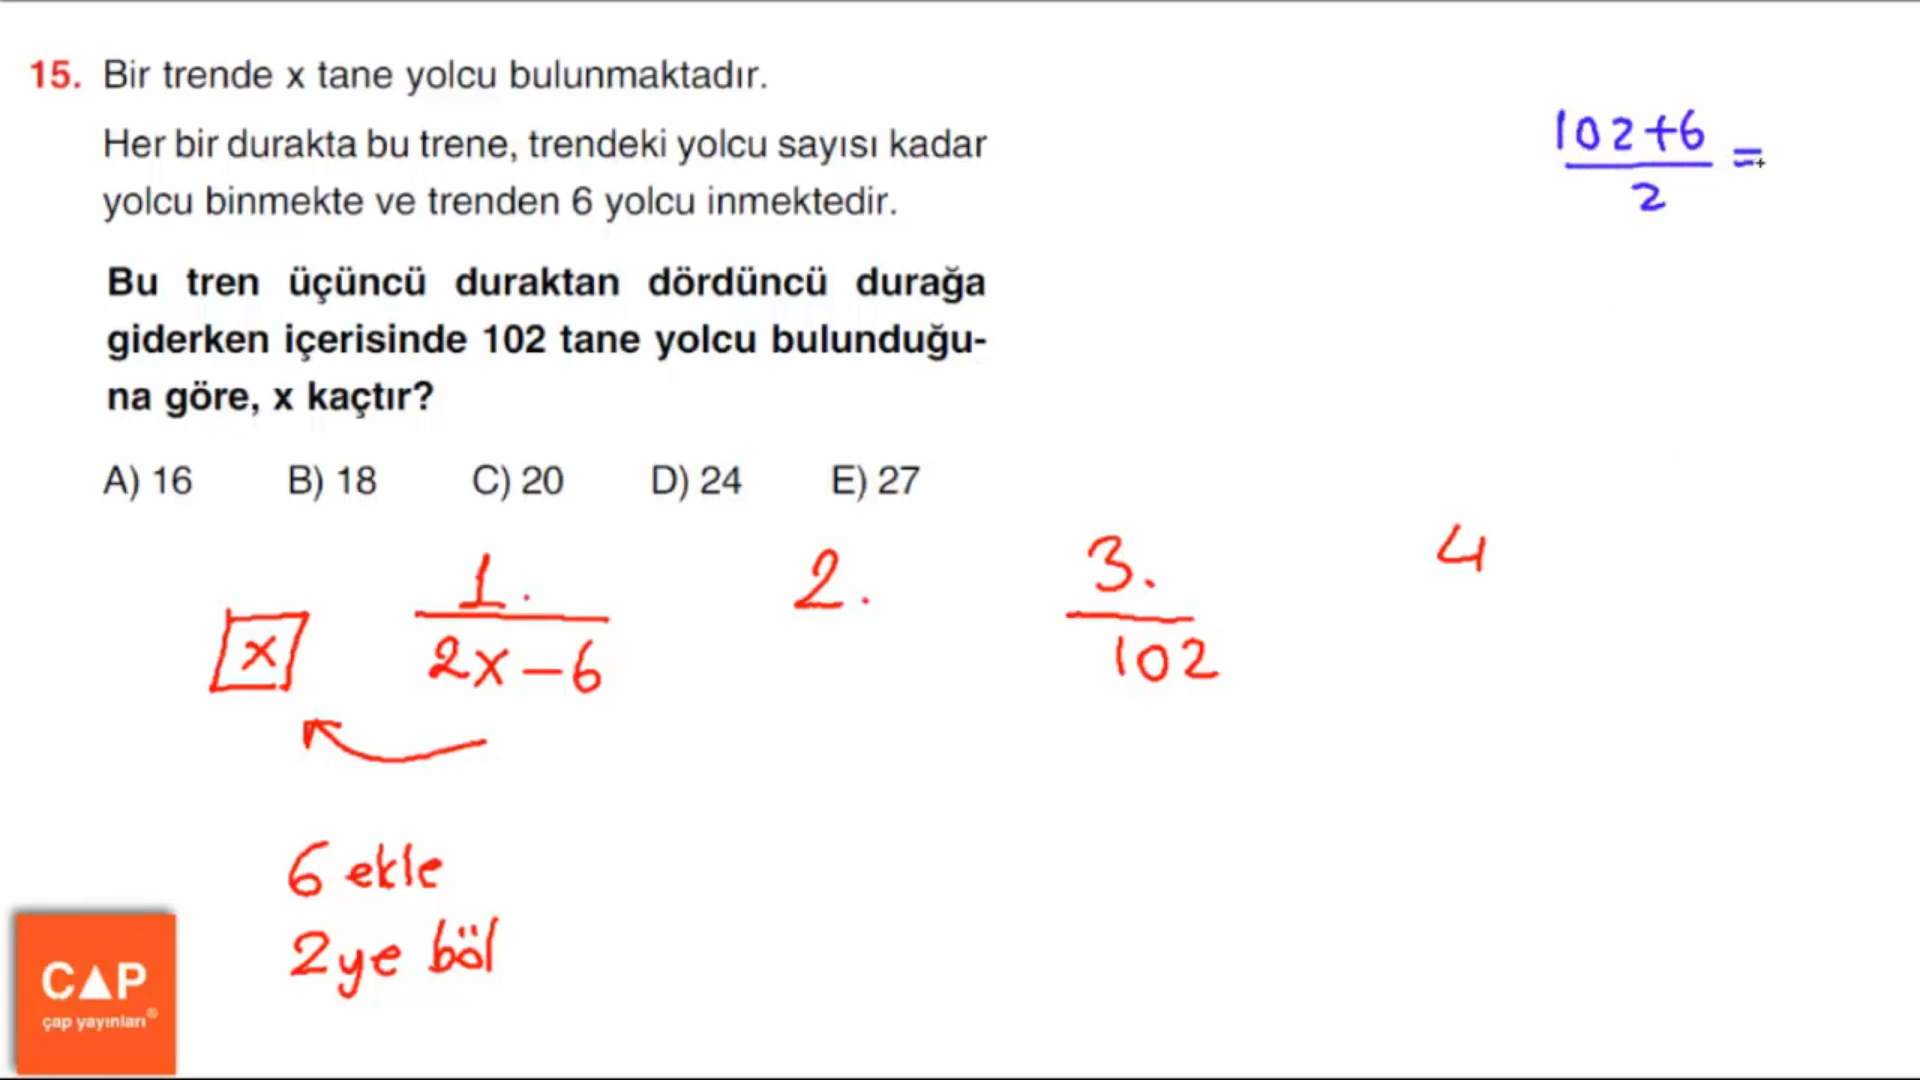 15. Bir trende x tane yolcu bulunmaktadır.
Her bir durakta bu trene, trendeki yolcu sayısı kadar
yolcu binmekte ve trenden 6 yolcu inmektedir.
Bu tren üçüncü duraktan dördüncü durağa
giderken içerisinde 102 tane yolcu bulunduğu-
na göre, x kaçtır?
A) 16 B) 18 C) 20 D) 24 E) 27
102+6
2
=
1. 2. 3. 4
x 2x-6 102
6 ekle
2ye böl
CAP
çap yayınları®